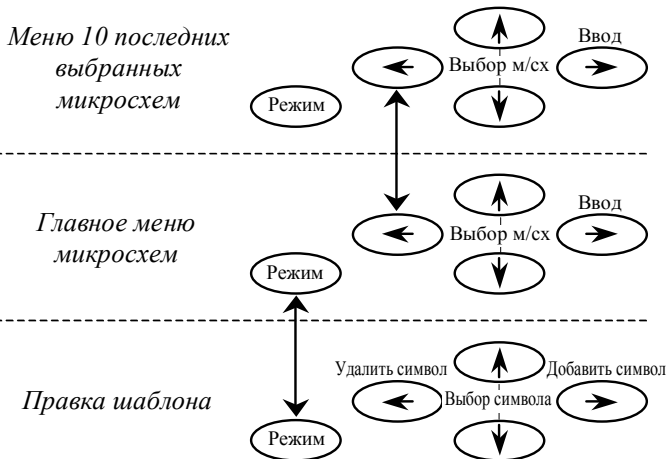 Меню 10 последних
выбранных
микросхем
Режим
Выбор м/сх
Ввод
Главное меню
микросхем
Режим
Выбор м/сх
Ввод
Правка шаблона
Режим
Удалить символ
Выбор символа
Добавить символ